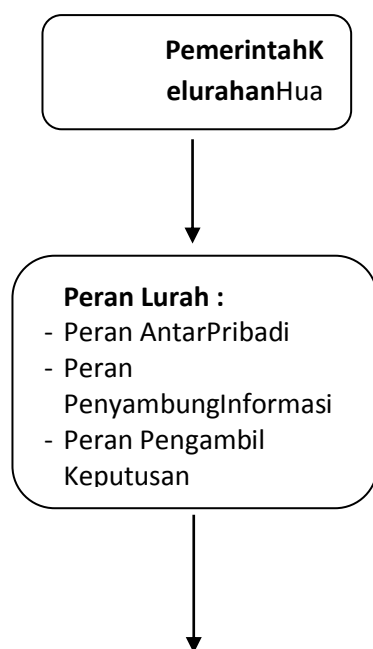 PemerintahK
elurahanHua
Peran Lurah :
- Peran AntarPribadi
- Peran
PenyambungInformasi
- Peran Pengambil
Keputusan